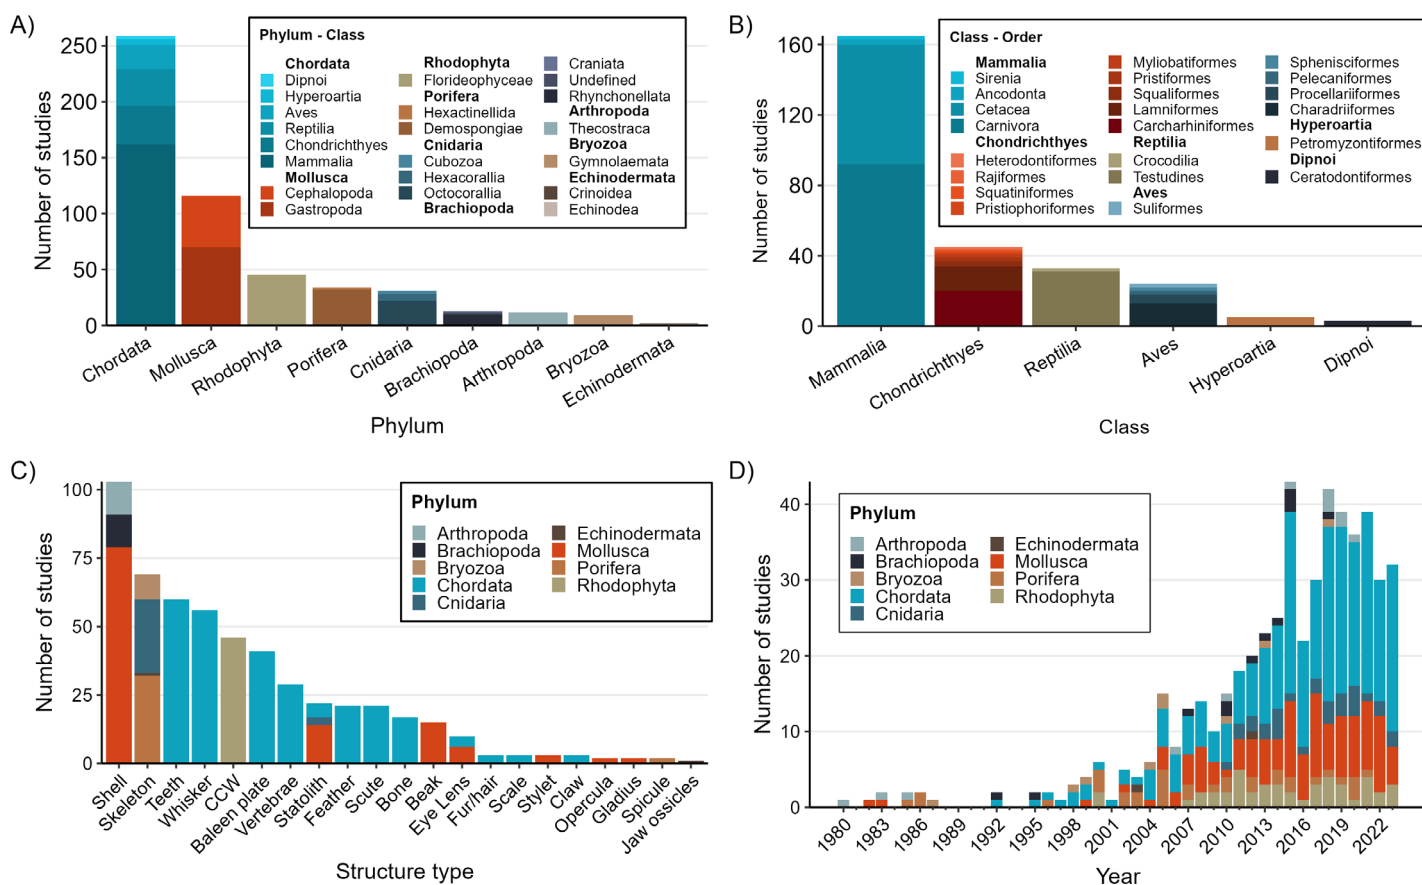 A)
Number of studies
250
200
150
100
50
0
Phylum - Class
Chordata
Dipnoi
Hyperoartia
Aves
Reptilia
Chondrichthyes
Mammalia
Mollusca
Cephalopoda
Gastropoda
Rhodophyta
Florideophyceae
Porifera
Hexactinellida
Demospongiae
Cnidaria
Cubozoa
Hexacorallia
Octocorallia
Brachiopoda
Craniata
Undefined
Rhynchonellata
Arthropoda
Thecostraca
Bryozoa
Gymnolaemata
Echinodermata
Crinoidea
Echinodea
Chordata
Mollusca
Rhodophyta
Porifera
Cnidaria
Brachiopoda
Arthropoda
Bryozoa
Echinodermata
Phylum
B)
Number of studies
160
120
80
40
0
Class - Order
Mammalia
Sirenia
Ancodonta
Cetacea
Carnivora
Chondrichthyes
Heterodontiformes
Rajiformes
Squatiniformes
Pristiophoriformes
Myliobatiformes
Pristiformes
Squaliformes
Lamniformes
Carcharhiniformes
Reptilia
Crocodilia
Testudines
Aves
Suliformes
Sphenisciformes
Pelecaniformes
Procellariiformes
Charadriiformes
Hyperoartia
Petromyzontiformes
Dipnoi
Ceratodontiformes
Mammalia
Chondrichthyes
Reptilia
Aves
Hyperoartia
Dipnoi
Class
C)
Number of studies
100
75
50
25
0
Phylum
Arthropoda
Brachiopoda
Bryozoa
Chordata
Cnidaria
Echinodermata
Mollusca
Porifera
Rhodophyta
Shell
Skeleton
Teeth
Whisker
CCW
Baleen plate
Vertebrae
Statolith
Feather
Scute
Bone
Beak
Eye Lens
Fur/hair
Scale
Stylet
Claw
Opercula
Gladius
Spicule
Jaw ossicles
Structure type
D)
Number of studies
40
30
20
10
0
Phylum
Arthropoda
Brachiopoda
Bryozoa
Chordata
Cnidaria
Echinodermata
Mollusca
Porifera
Rhodophyta
1980
1983
1986
1989
1992
1995
1998
2001
2004
2007
2010
2013
2016
2019
2022
Year